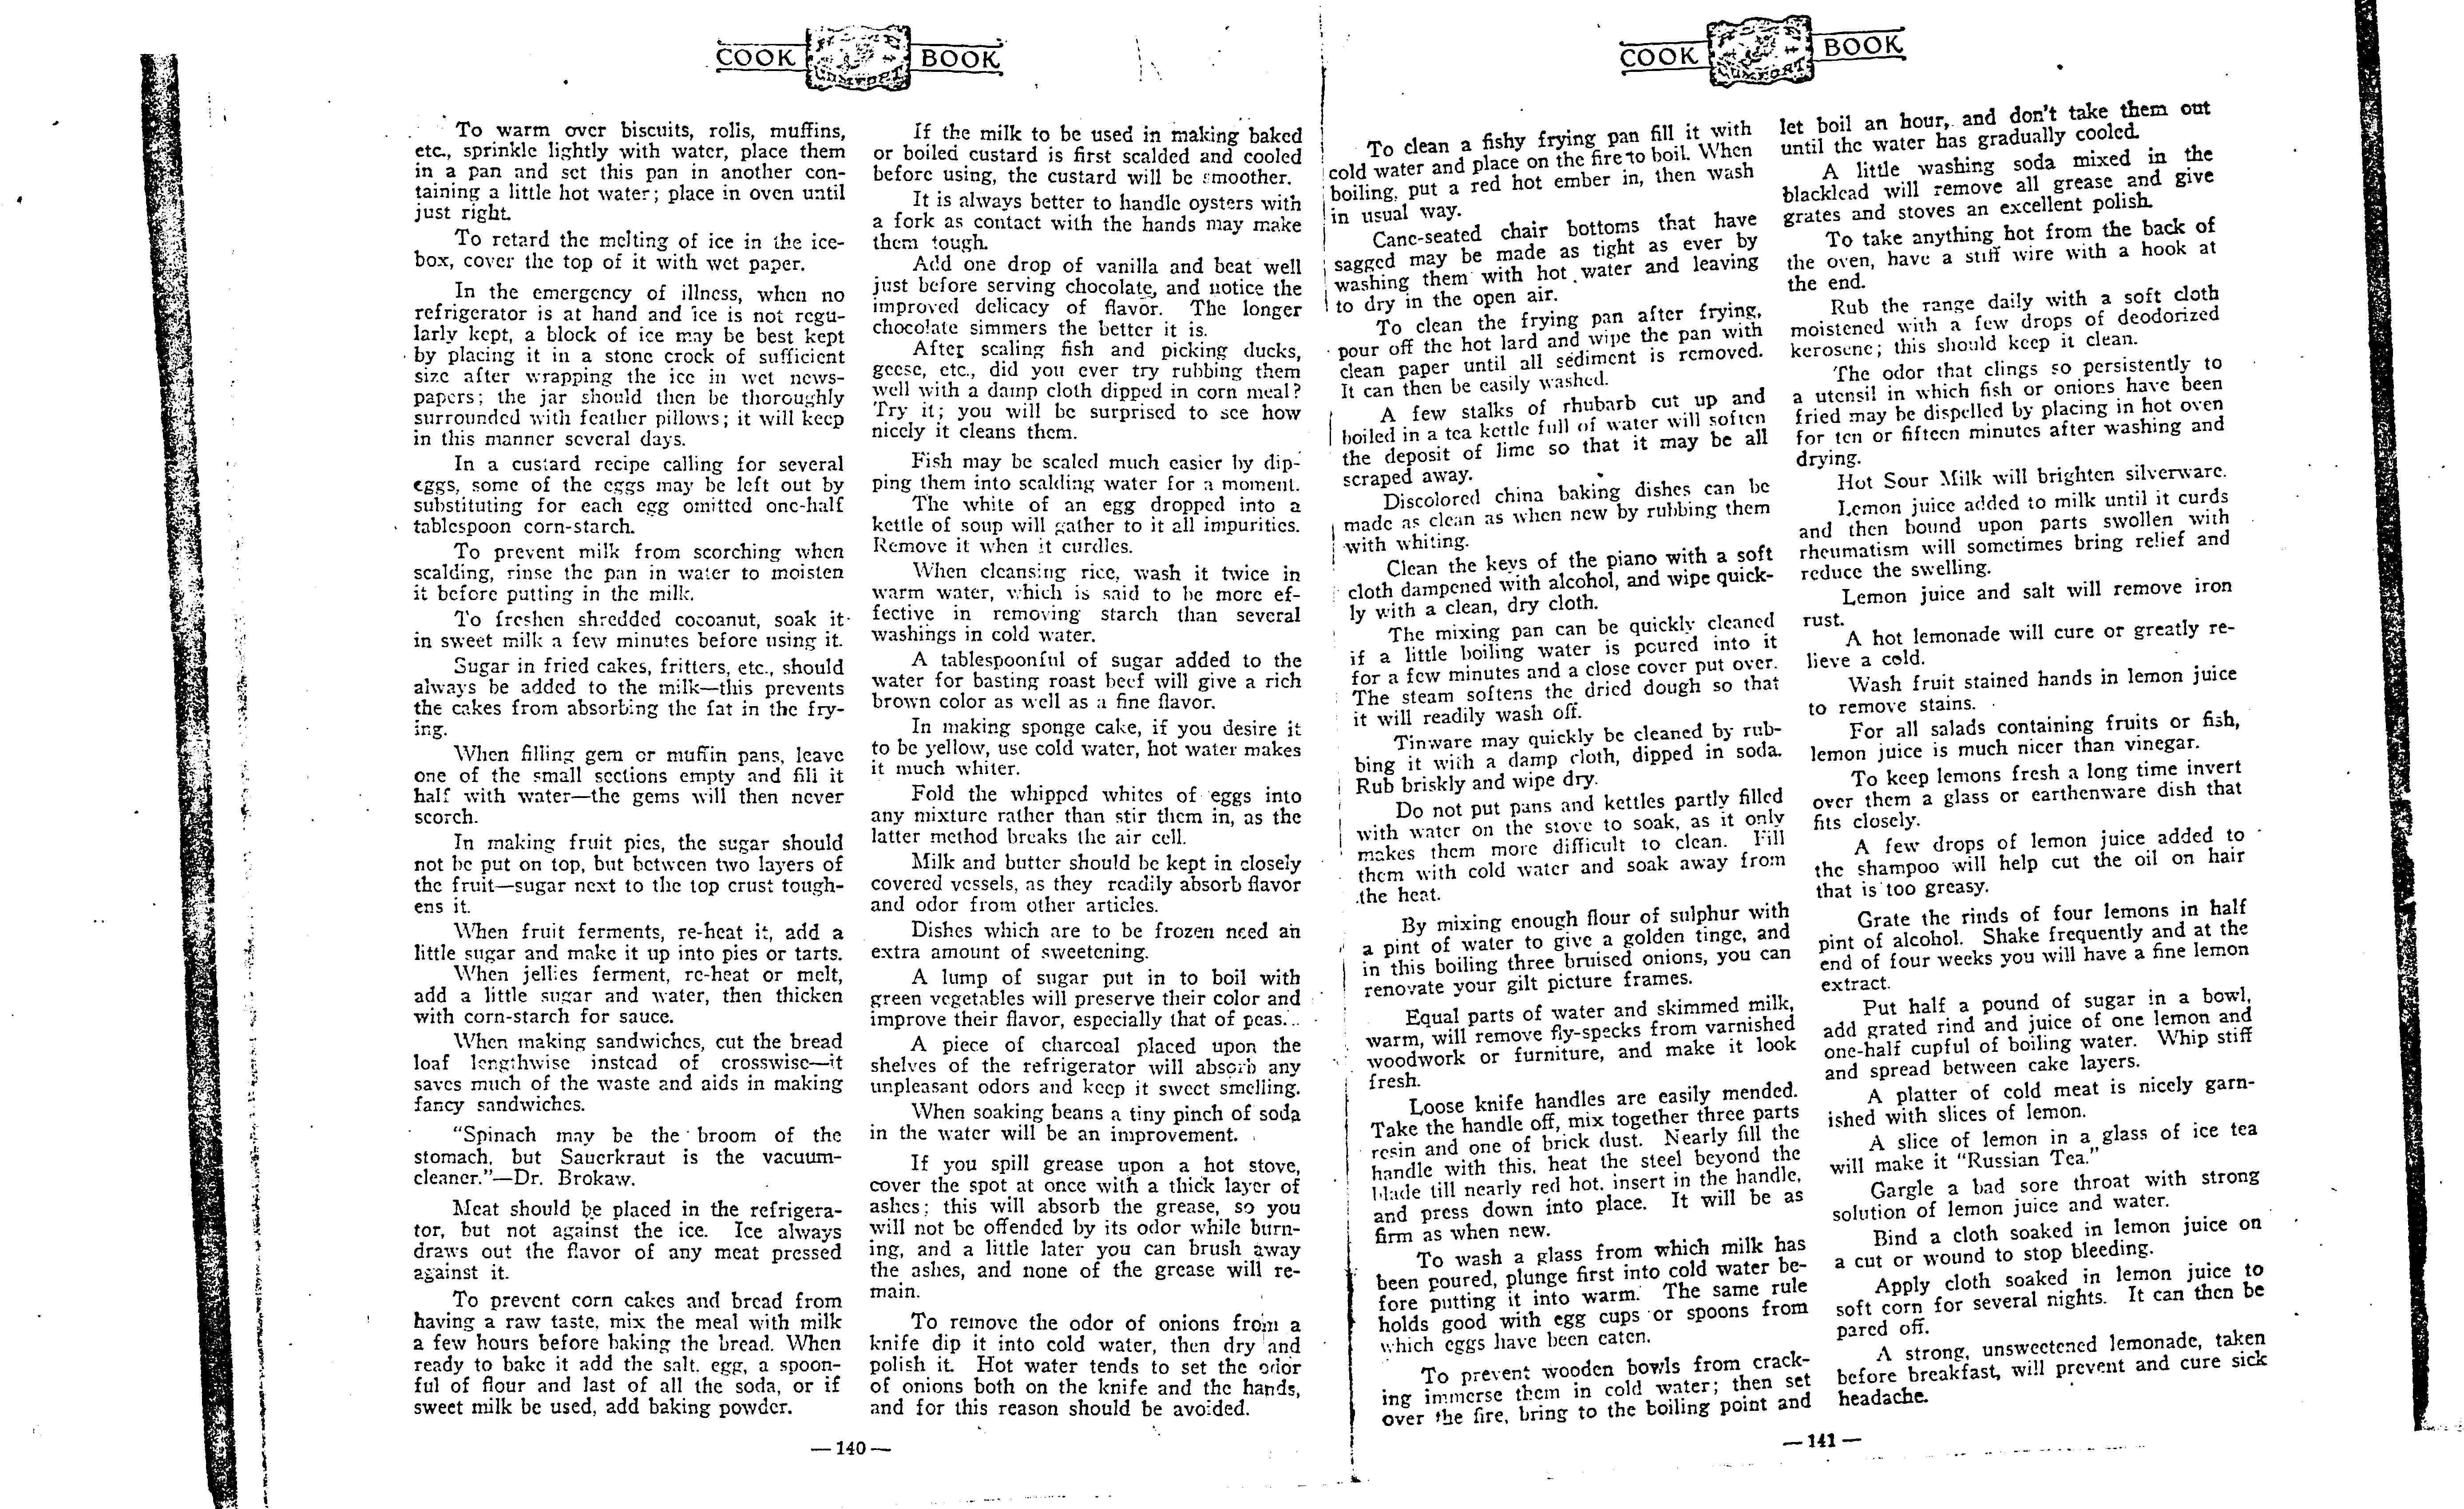 COOK COMFORT BOOK
To warm over biscuits, rolls, muffins,
etc., sprinkle lightly with water, place them
in a pan and set this pan in another con-
taining a little hot water; place in oven until
just right.
To retard the melting of ice in the ice-
box, cover the top of it with wet paper.
In the emergency of illness, when no
refrigerator is at hand and ice is not regu-
larly kept, a block of ice may be best kept
by placing it in a stone crock of sufficient
size after wrapping the ice in wet news-
papers; the jar should then be thoroughly
surrounded with feather pillows; it will keep
in this manner several days.
In a custard recipe calling for several
eggs, some of the eggs may be left out by
substituting for each egg omitted one-half
tablespoon corn-starch.
To prevent milk from scorching when
scalding, rinse the pan in water to moisten
it before putting in the milk.
To freshen shredded cocoanut, soak it
in sweet milk a few minutes before using it.
Sugar in fried cakes, fritters, etc., should
always be added to the milk—this prevents
the cakes from absorbing the fat in the fry-
ing.
When filling gem or muffin pans, leave
one of the small sections empty and fill it
half with water—the gems will then never
scorch.
In making fruit pies, the sugar should
not be put on top, but between two layers of
the fruit—sugar next to the top crust tough-
ens it.
When fruit ferments, re-heat it, add a
little sugar and make it up into pies or tarts.
When jellies ferment, re-heat or melt,
add a little sugar and water, then thicken
with corn-starch for sauce.
When making sandwiches, cut the bread
loaf lengthwise instead of crosswise—it
saves much of the waste and aids in making
fancy sandwiches.
"Spinach may be the broom of the
stomach, but Sauerkraut is the vacuum-
cleaner."—Dr. Brokaw.
Meat should be placed in the refrigera-
tor, but not against the ice. Ice always
draws out the flavor of any meat pressed
against it.
To prevent corn cakes and bread from
having a raw taste, mix the meal with milk
a few hours before baking the bread. When
ready to bake it add the salt, egg, a spoon-
ful of flour and last of all the soda, or if
sweet milk be used, add baking powder.
If the milk to be used in making baked
or boiled custard is first scalded and cooled
before using, the custard will be smoother.
It is always better to handle oysters with
a fork as contact with the hands may make
them tough.
Add one drop of vanilla and beat well
just before serving chocolate, and notice the
improved delicacy of flavor. The longer
chocolate simmers the better it is.
After scaling fish and picking ducks,
geese, etc., did you ever try rubbing them
well with a damp cloth dipped in corn meal?
Try it; you will be surprised to see how
nicely it cleans them.
Fish may be scaled much easier by dip-
ping them into scalding water for a moment.
The white of an egg dropped into a
kettle of soup will gather to it all impurities.
Remove it when it curdles.
When cleansing rice, wash it twice in
warm water, which is said to be more ef-
fective in removing starch than several
washings in cold water.
A tablespoonful of sugar added to the
water for basting roast beef will give a rich
brown color as well as a fine flavor.
In making sponge cake, if you desire it
to be yellow, use cold water, hot water makes
it much whiter.
Fold the whipped whites of eggs into
any mixture rather than stir them in, as the
latter method breaks the air cell.
Milk and butter should be kept in closely
covered vessels, as they readily absorb flavor
and odor from other articles.
Dishes which are to be frozen need an
extra amount of sweetening.
A lump of sugar put in to boil with
green vegetables will preserve their color and
improve their flavor, especially that of peas.
A piece of charcoal placed upon the
shelves of the refrigerator will absorb any
unpleasant odors and keep it sweet smelling.
When soaking beans a tiny pinch of soda
in the water will be an improvement.
If you spill grease upon a hot stove,
cover the spot at once with a thick layer of
ashes; this will absorb the grease, so you
will not be offended by its odor while burn-
ing, and a little later you can brush away
the ashes, and none of the grease will re-
main.
To remove the odor of onions from a
knife dip it into cold water, then dry and
polish it. Hot water tends to set the odor
of onions both on the knife and the hands,
and for this reason should be avoided.
—140—
COOK COMFORT BOOK
To clean a fishy frying pan fill it with
cold water and place on the fire to boil. When
boiling, put a red hot ember in, then wash
in usual way.
Cane-seated chair bottoms that have
sagged may be made as tight as ever by
washing them with hot water and leaving
to dry in the open air.
To clean the frying pan after frying,
pour off the hot lard and wipe the pan with
clean paper until all sediment is removed.
It can then be easily washed.
A few stalks of rhubarb cut up and
boiled in a tea kettle full of water will soften
the deposit of lime so that it may be all
scraped away.
Discolored china baking dishes can be
made as clean as when new by rubbing them
with whiting.
Clean the keys of the piano with a soft
cloth dampened with alcohol, and wipe quick-
ly with a clean, dry cloth.
The mixing pan can be quickly cleaned
if a little boiling water is poured into it
for a few minutes and a close cover put over.
The steam softens the dried dough so that
it will readily wash off.
Tinware may quickly be cleaned by rub-
bing it with a damp cloth, dipped in soda.
Rub briskly and wipe dry.
Do not put pans and kettles partly filled
with water on the stove to soak, as it only
makes them more difficult to clean. Fill
them with cold water and soak away from
the heat.
By mixing enough flour of sulphur with
a pint of water to give a golden tinge, and
in this boiling three bruised onions, you can
renovate your gilt picture frames.
Equal parts of water and skimmed milk,
warm, will remove fly-specks from varnished
woodwork or furniture, and make it look
fresh.
Loose knife handles are easily mended.
Take the handle off, mix together three parts
resin and one of brick dust. Nearly fill the
handle with this, heat the steel beyond the
blade till nearly red hot, insert in the handle,
and press down into place. It will be as
firm as when new.
To wash a glass from which milk has
been poured, plunge first into cold water be-
fore putting it into warm. The same rule
holds good with egg cups or spoons from
which eggs have been eaten.
To prevent wooden bowls from crack-
ing immerse them in cold water; then set
over the fire, bring to the boiling point and
let boil an hour, and don't take them out
until the water has gradually cooled.
A little washing soda mixed in the
blacklead will remove all grease and give
grates and stoves an excellent polish.
To take anything hot from the back of
the oven, have a stiff wire with a hook at
the end.
Rub the range daily with a soft cloth
moistened with a few drops of deodorized
kerosene; this should keep it clean.
The odor that clings so persistently to
a utensil in which fish or onions have been
fried may be dispelled by placing in hot oven
for ten or fifteen minutes after washing and
drying.
Hot Sour Milk will brighten silverware.
Lemon juice added to milk until it curds
and then bound upon parts swollen with
rheumatism will sometimes bring relief and
reduce the swelling.
Lemon juice and salt will remove iron
rust.
A hot lemonade will cure or greatly re-
lieve a cold.
Wash fruit stained hands in lemon juice
to remove stains.
For all salads containing fruits or fish,
lemon juice is much nicer than vinegar.
To keep lemons fresh a long time invert
over them a glass or earthenware dish that
fits closely.
A few drops of lemon juice added to
the shampoo will help cut the oil on hair
that is too greasy.
Grate the rinds of four lemons in half
pint of alcohol. Shake frequently and at the
end of four weeks you will have a fine lemon
extract.
Put half a pound of sugar in a bowl,
add grated rind and juice of one lemon and
one-half cupful of boiling water. Whip stiff
and spread between cake layers.
A platter of cold meat is nicely garn-
ished with slices of lemon.
A slice of lemon in a glass of ice tea
will make it "Russian Tea."
Gargle a bad sore throat with strong
solution of lemon juice and water.
Bind a cloth soaked in lemon juice on
a cut or wound to stop bleeding.
Apply cloth soaked in lemon juice to
soft corn for several nights. It can then be
pared off.
A strong, unsweetened lemonade, taken
before breakfast, will prevent and cure sick
headache.
—141—